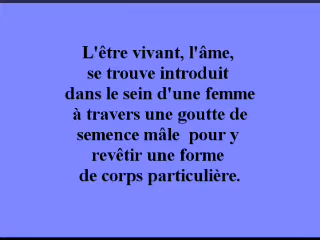 L'être vivant, l'âme,
se trouve introduit
dans le sein d'une femme
à travers une goutte de
semence mâle pour y
revêtir une forme
de corps particulière.